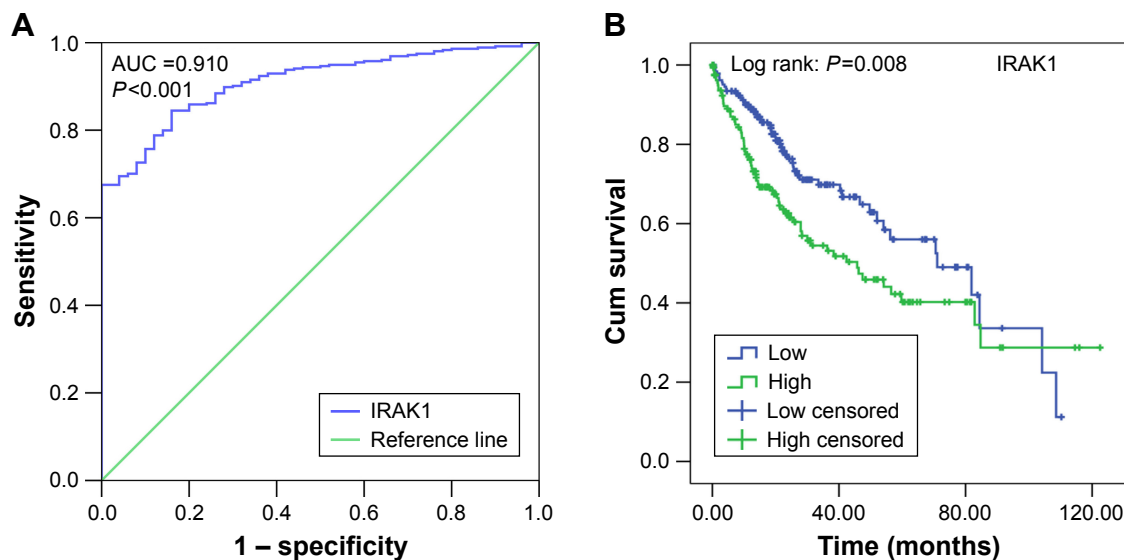 A
AUC =0.910
P<0.001
1.0
0.8
0.6
0.4
0.2
0.0
Sensitivity
IRAK1
Reference line
0.0 0.2 0.4 0.6 0.8 1.0
1 – specificity
B
Log rank: P=0.008 IRAK1
1.0
0.8
0.6
0.4
0.2
0.0
Cum survival
Low
High
Low censored
High censored
0.00 40.00 80.00 120.00
Time (months)